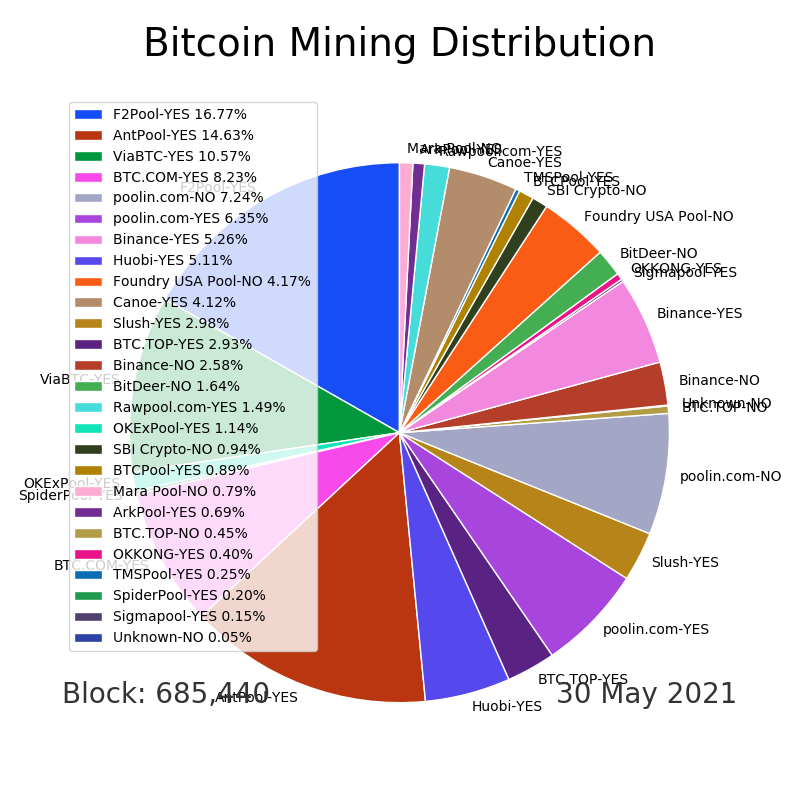 Bitcoin Mining Distribution
F2Pool-YES 16.77%
AntPool-YES 14.63%
ViaBTC-YES 10.57%
BTC.COM-YES 8.23%
poolin.com-NO 7.24%
poolin.com-YES 6.35%
Binance-YES 5.26%
Huobi-YES 5.11%
Foundry USA Pool-NO 4.17%
Canoe-YES 4.12%
Slush-YES 2.98%
BTC.TOP-YES 2.93%
Binance-NO 2.58%
BitDeer-NO 1.64%
Rawpool.com-YES 1.49%
OKExPool-YES 1.14%
SBI Crypto-NO 0.94%
BTCPool-YES 0.89%
Mara Pool-NO 0.79%
ArkPool-YES 0.69%
BTC.TOP-NO 0.45%
OKKONG-YES 0.40%
TMSPool-YES 0.25%
SpiderPool-YES 0.20%
Sigmapool-YES 0.15%
Unknown-NO 0.05%
F2Pool-YES
ViaBTC-YES
OKExPool-YES
SpiderPool-YES
BTC.COM-YES
AntPool-YES
Huobi-YES
BTC.TOP-YES
poolin.com-YES
Slush-YES
poolin.com-NO
BTC.TOP-NO
Unknown-NO
Binance-NO
Binance-YES
Sigmapool-YES
OKKONG-YES
BitDeer-NO
Foundry USA Pool-NO
SBI Crypto-NO
BTCPool-YES
TMSPool-YES
Canoe-YES
Rawpool.com-YES
ArkPool-YES
Mara Pool-NO
Block: 685,440
30 May 2021